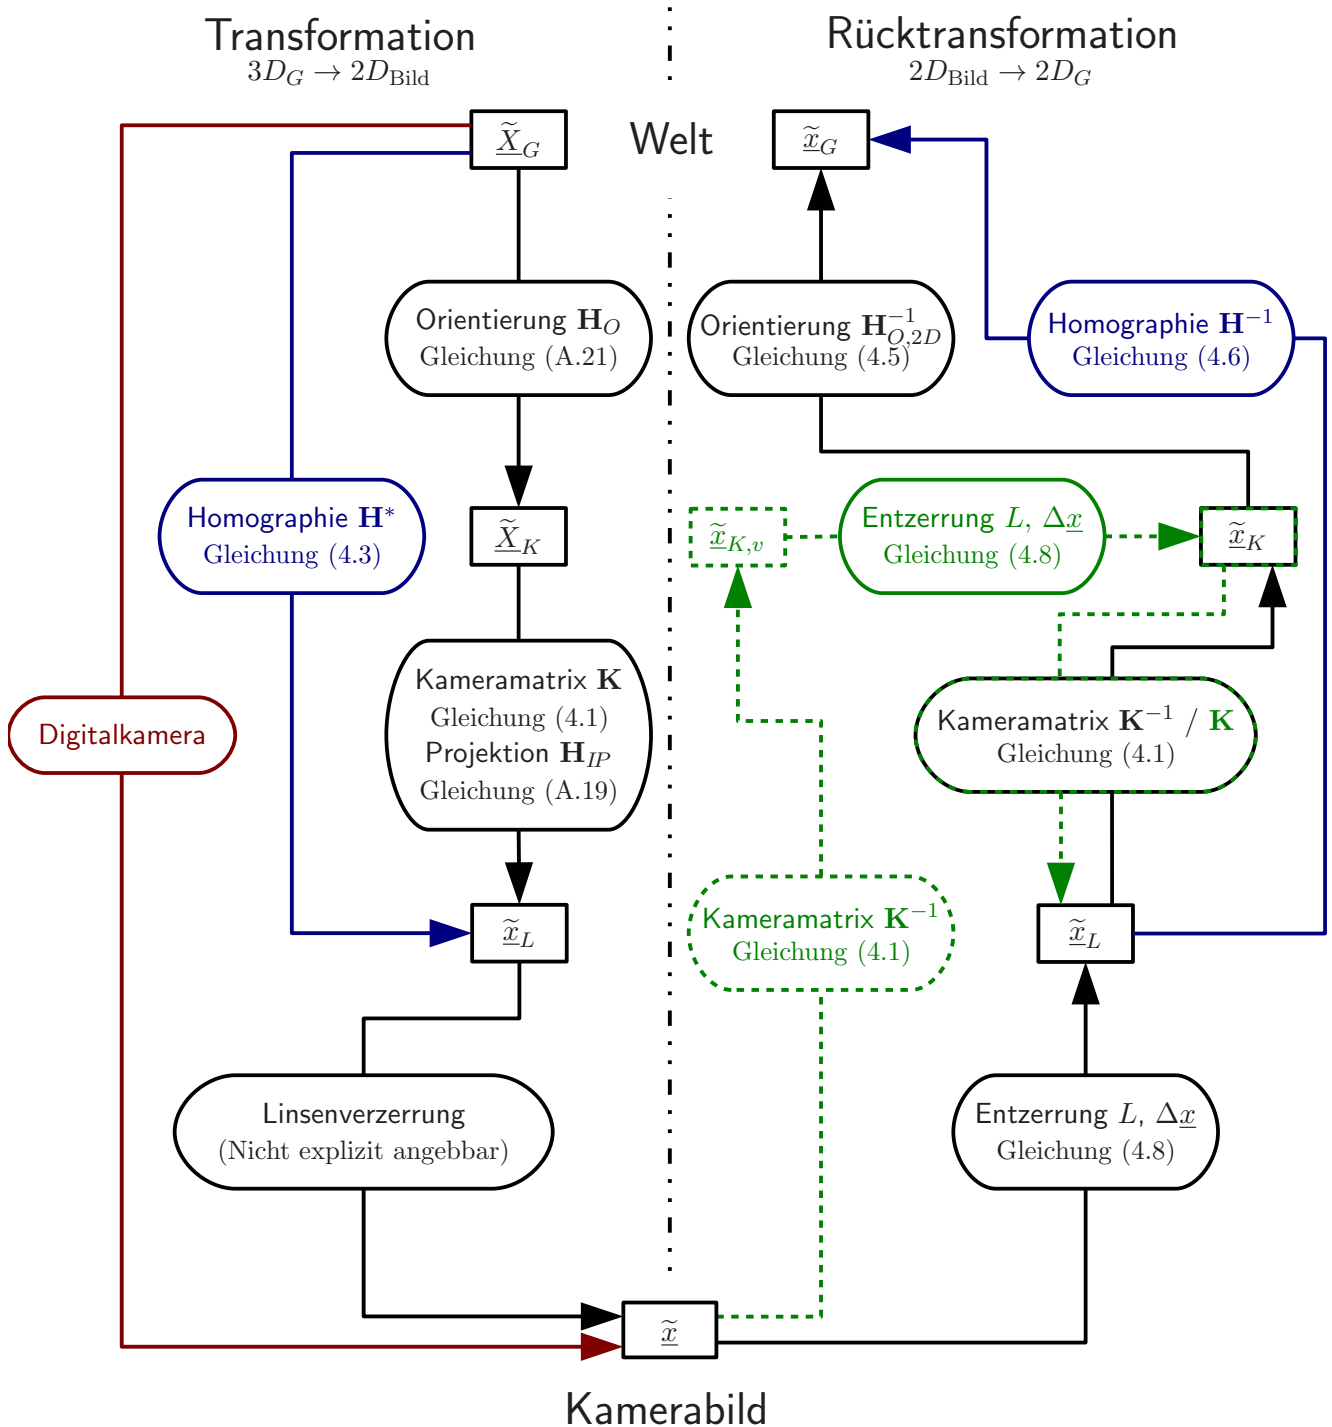 Transformation
3D_G → 2D_Bild
Rücktransformation
2D_Bild → 2D_G
Welt
X̃_G
x̃_G
Orientierung H_O
Gleichung (A.21)
Orientierung H_{O,2D}^{-1}
Gleichung (4.5)
Homographie H^{-1}
Gleichung (4.6)
Homographie H*
Gleichung (4.3)
X̃_K
x̃_{K,v}
Entzerrung L, Δx
Gleichung (4.8)
x̃_K
Digitalkamera
Kameramatrix K
Gleichung (4.1)
Projektion H_{IP}
Gleichung (A.19)
Kameramatrix K^{-1} / K
Gleichung (4.1)
x̃_L
Kameramatrix K^{-1}
Gleichung (4.1)
x̃_L
Linsenverzerrung
(Nicht explizit angebbar)
Entzerrung L, Δx
Gleichung (4.8)
x̃
Kamerabild